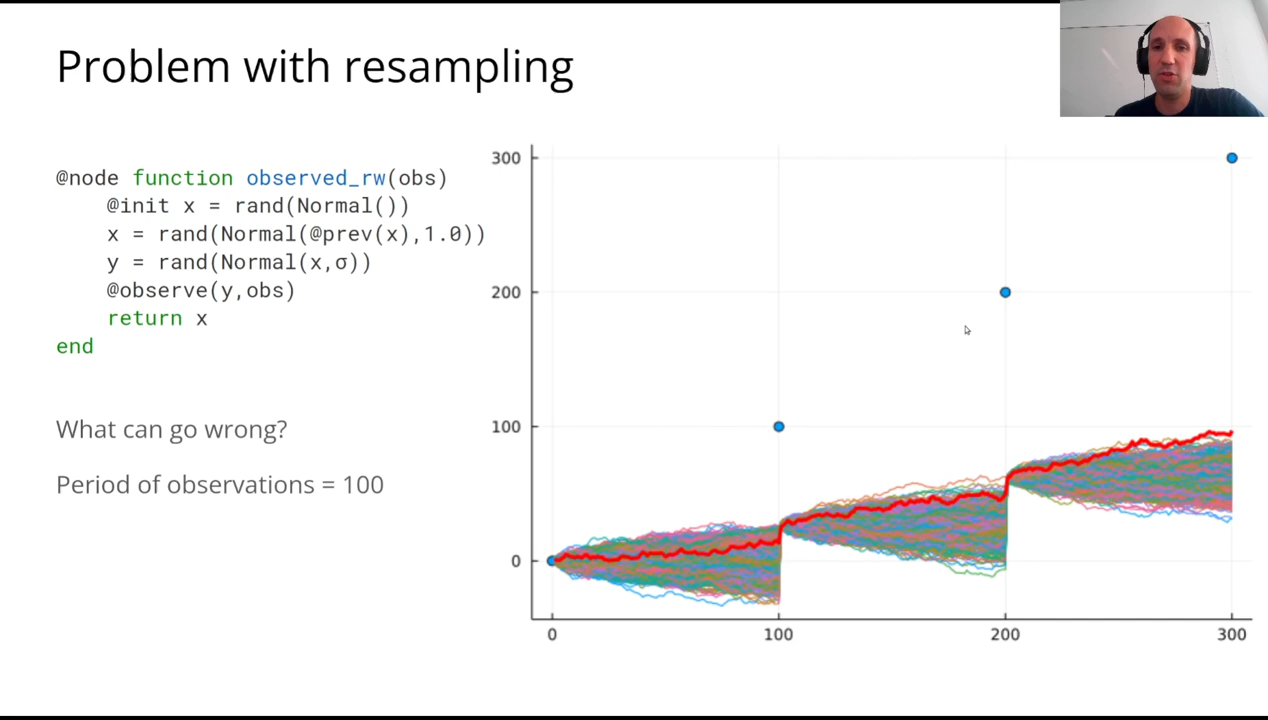 Problem with resampling
@node function observed_rw(obs)
@init x = rand(Normal())
x = rand(Normal(@prev(x),1.0))
y = rand(Normal(x,σ))
@observe(y,obs)
return x
end
What can go wrong?
Period of observations = 100
300
200
100
0
0 100 200 300